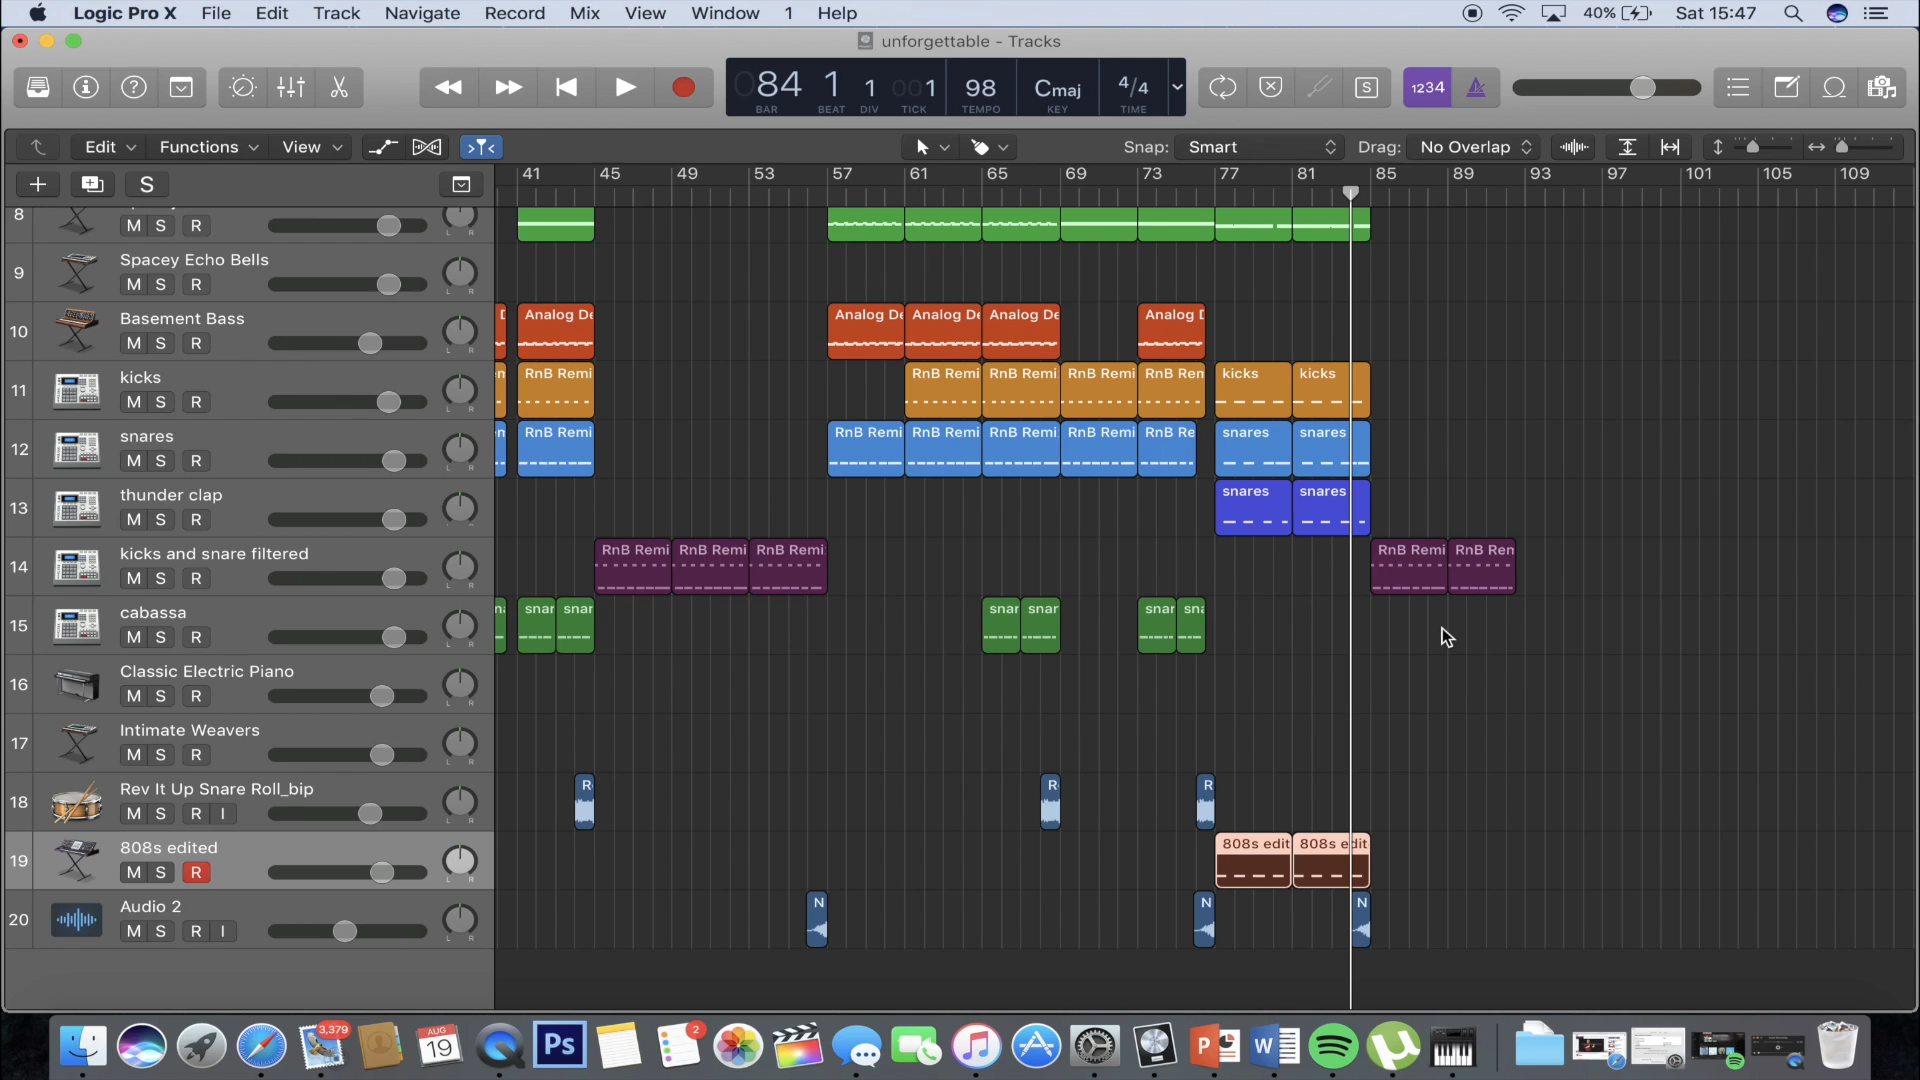 Logic Pro X File Edit Track Navigate Record Mix View Window 1 Help 40% Sat 15:47
unforgettable - Tracks
84 1 1 001 98 Cmaj 4/4 1234
BAR BEAT DIV TICK TEMPO KEY TIME
Edit Functions View Snap: Smart Drag: No Overlap
S 41 45 49 53 57 61 65 69 73 77 81 85 89 93 97 101 105 109
8 M S R
9 Spacey Echo Bells
M S R
10 Basement Bass
M S R
Analog De Analog De Analog De Analog De Analog D
11 kicks
M S R
RnB Remi RnB Remi RnB Remi RnB Remi RnB Ren kicks kicks
12 snares
M S R
RnB Remi RnB Remi RnB Remi RnB Remi RnB Remi RnB Re snares snares
13 thunder clap
M S R
snares snares
14 kicks and snare filtered
M S R
RnB Remi RnB Remi RnB Remi RnB Remi RnB Ren
15 cabassa
M S R
snar snar snar snar snar sna
16 Classic Electric Piano
M S R
17 Intimate Weavers
M S R
18 Rev It Up Snare Roll_bip
M S R I
R R R
19 808s edited
M S R
808s edit 808s edit
20 Audio 2
M S R I
N N N
3,379 AUG 19 Ps 2 P W µ